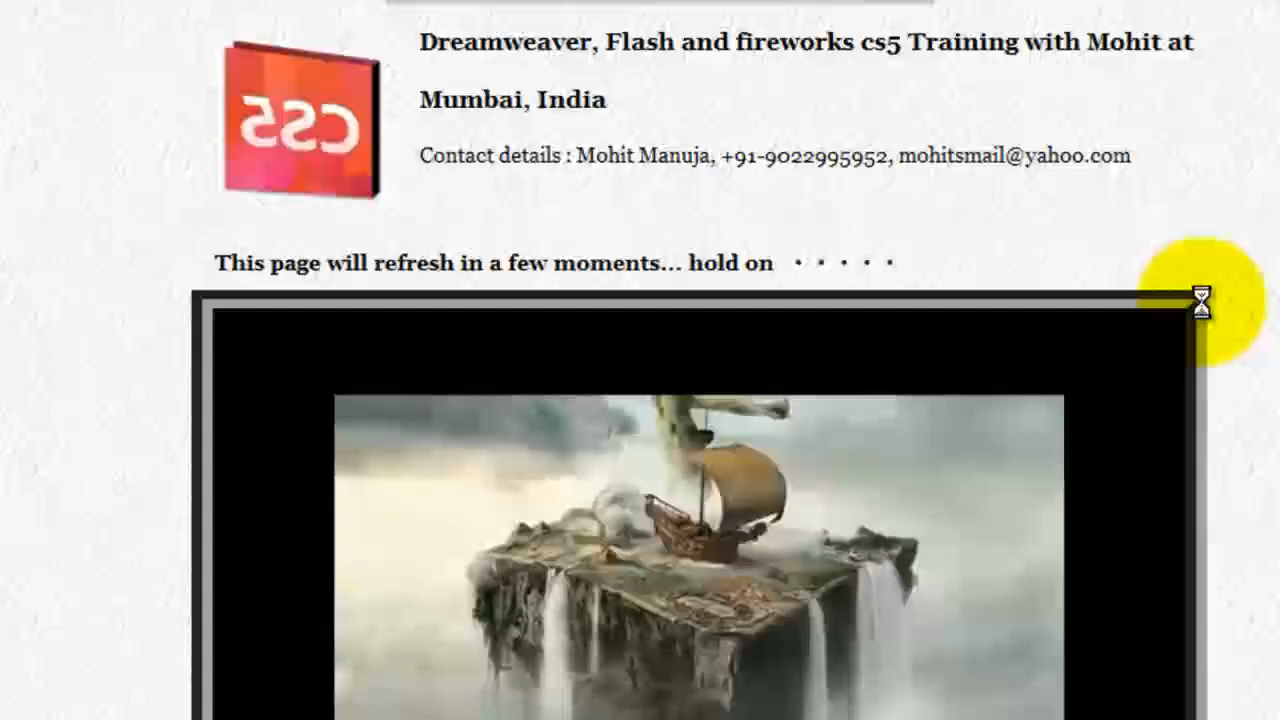 CS5
Dreamweaver, Flash and fireworks cs5 Training with Mohit at
Mumbai, India
Contact details : Mohit Manuja, +91-9022995952, mohitsmail@yahoo.com
This page will refresh in a few moments... hold on . . . . .